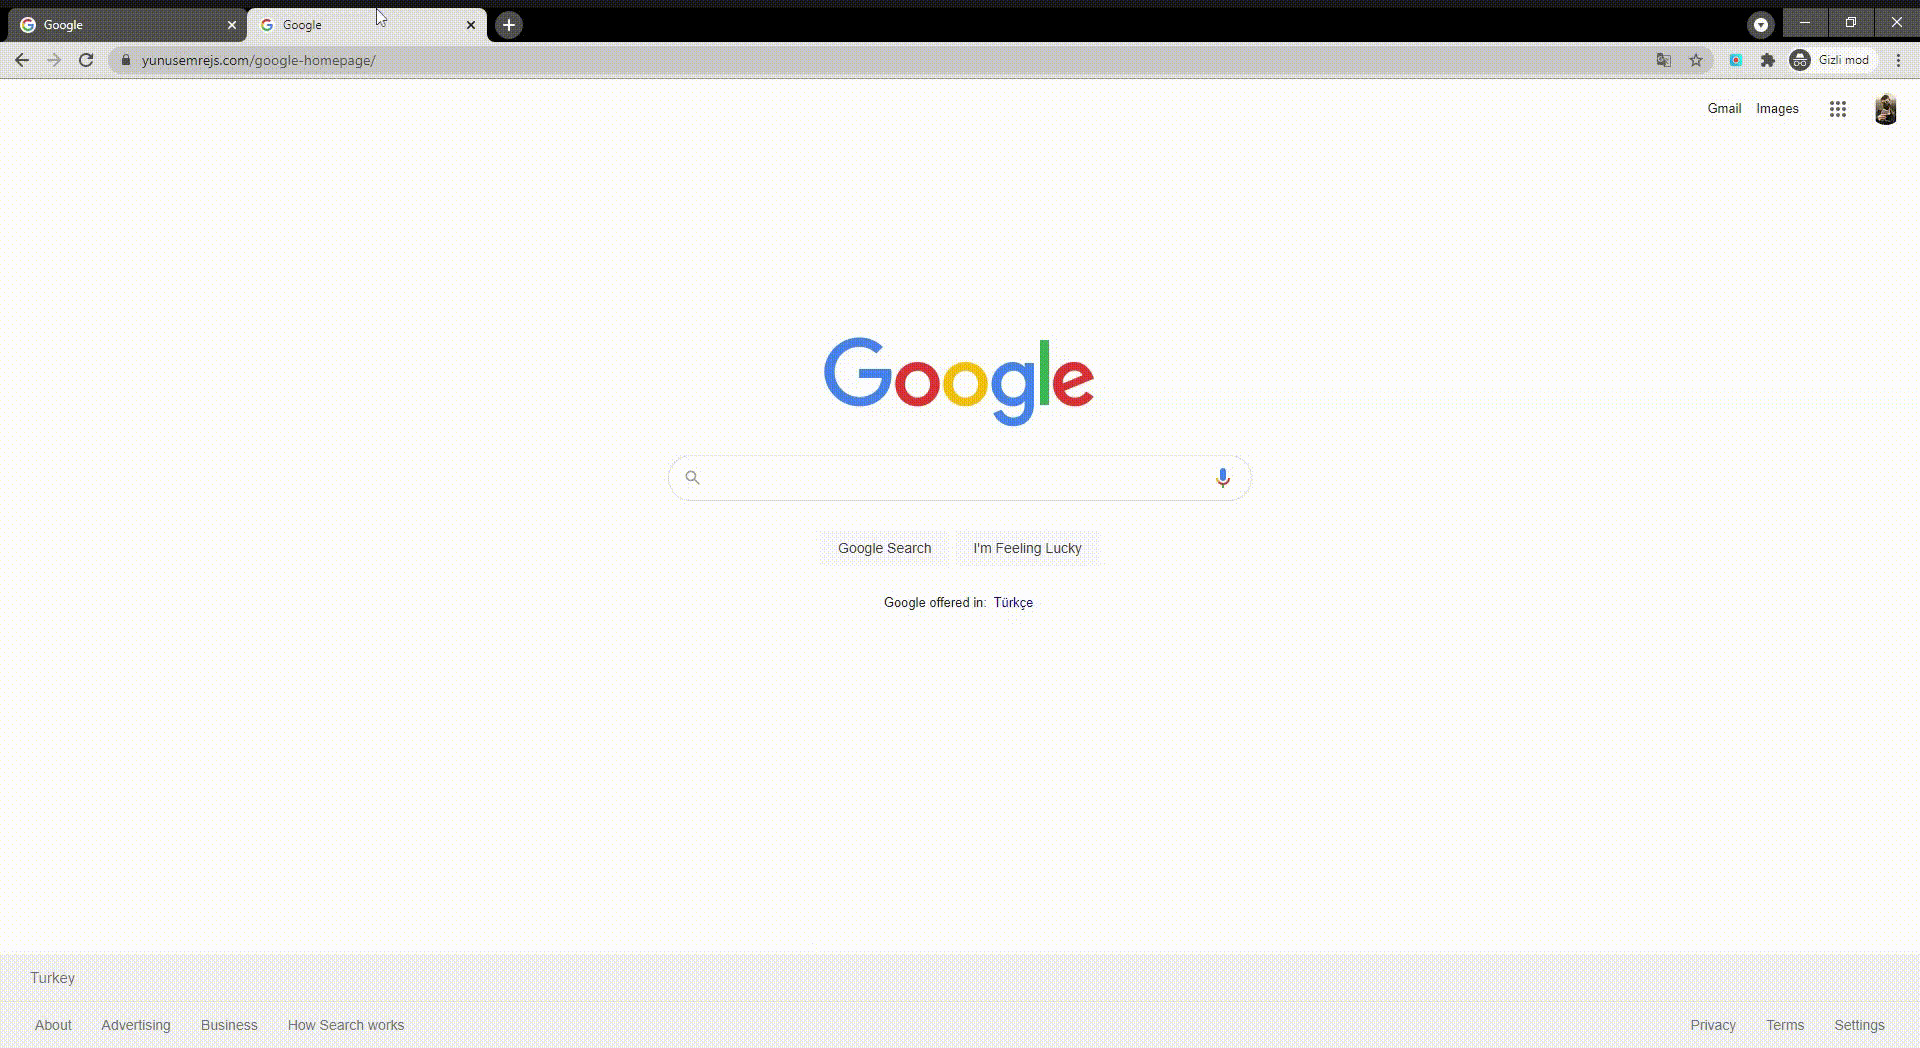 Google Google
yunusemrejs.com/google-homepage/ Gizli mod
Gmail Images
Google
Google Search I'm Feeling Lucky
Google offered in: Türkçe
Turkey
About Advertising Business How Search works Privacy Terms Settings